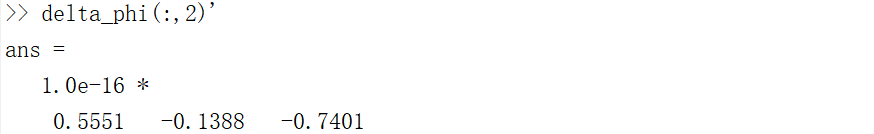 >> delta_phi(:,2)'
ans =
1.0e-16 *
0.5551 -0.1388 -0.7401